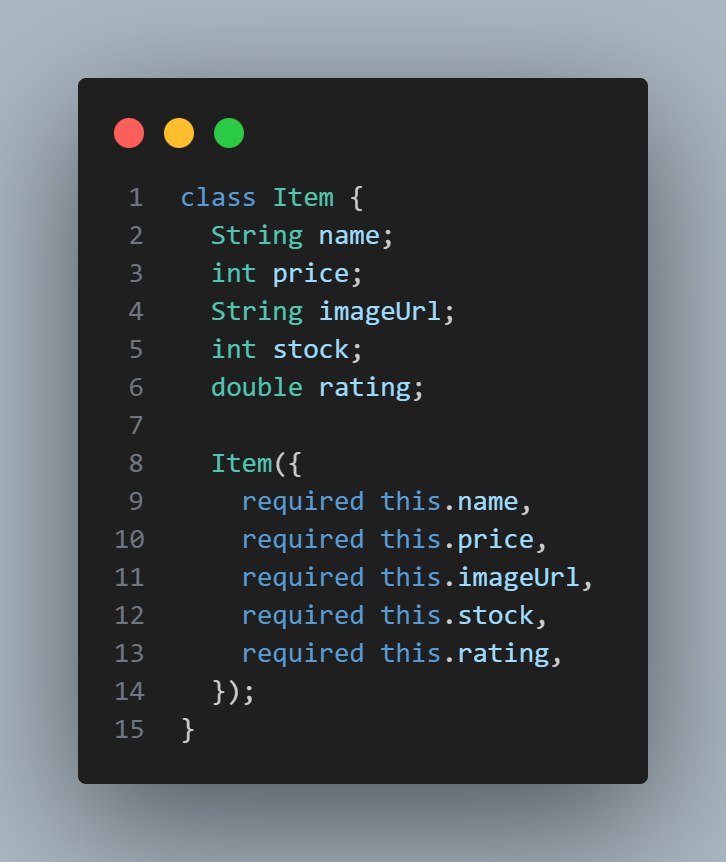 1 class Item {
2   String name;
3   int price;
4   String imageUrl;
5   int stock;
6   double rating;
7
8   Item({
9     required this.name,
10     required this.price,
11     required this.imageUrl,
12     required this.stock,
13     required this.rating,
14   });
15 }